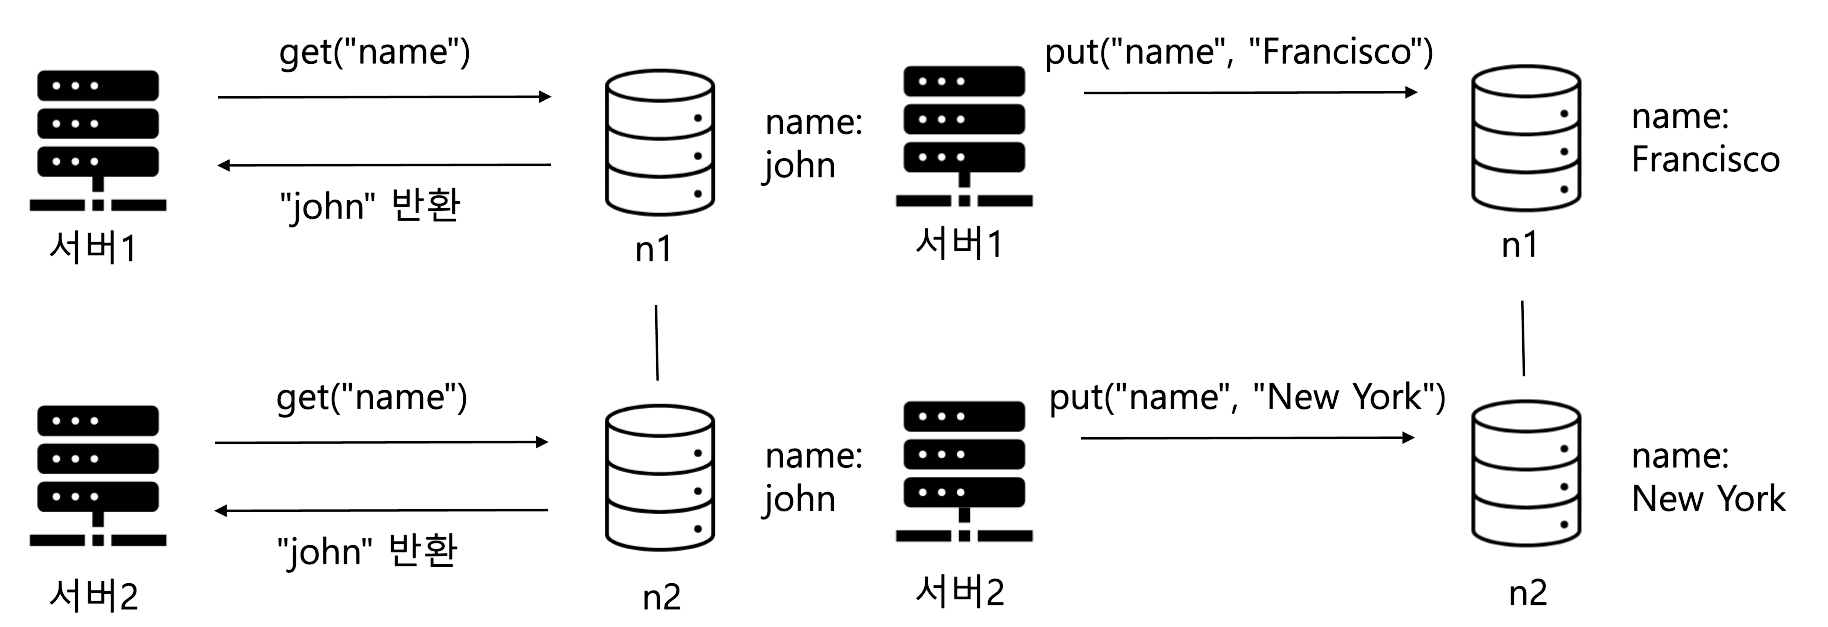 get("name")
name:
john
"john" 반환
서버1
n1
get("name")
name:
john
"john" 반환
서버2
n2
put("name", "Francisco")
name:
Francisco
서버1
n1
put("name", "New York")
name:
New York
서버2
n2